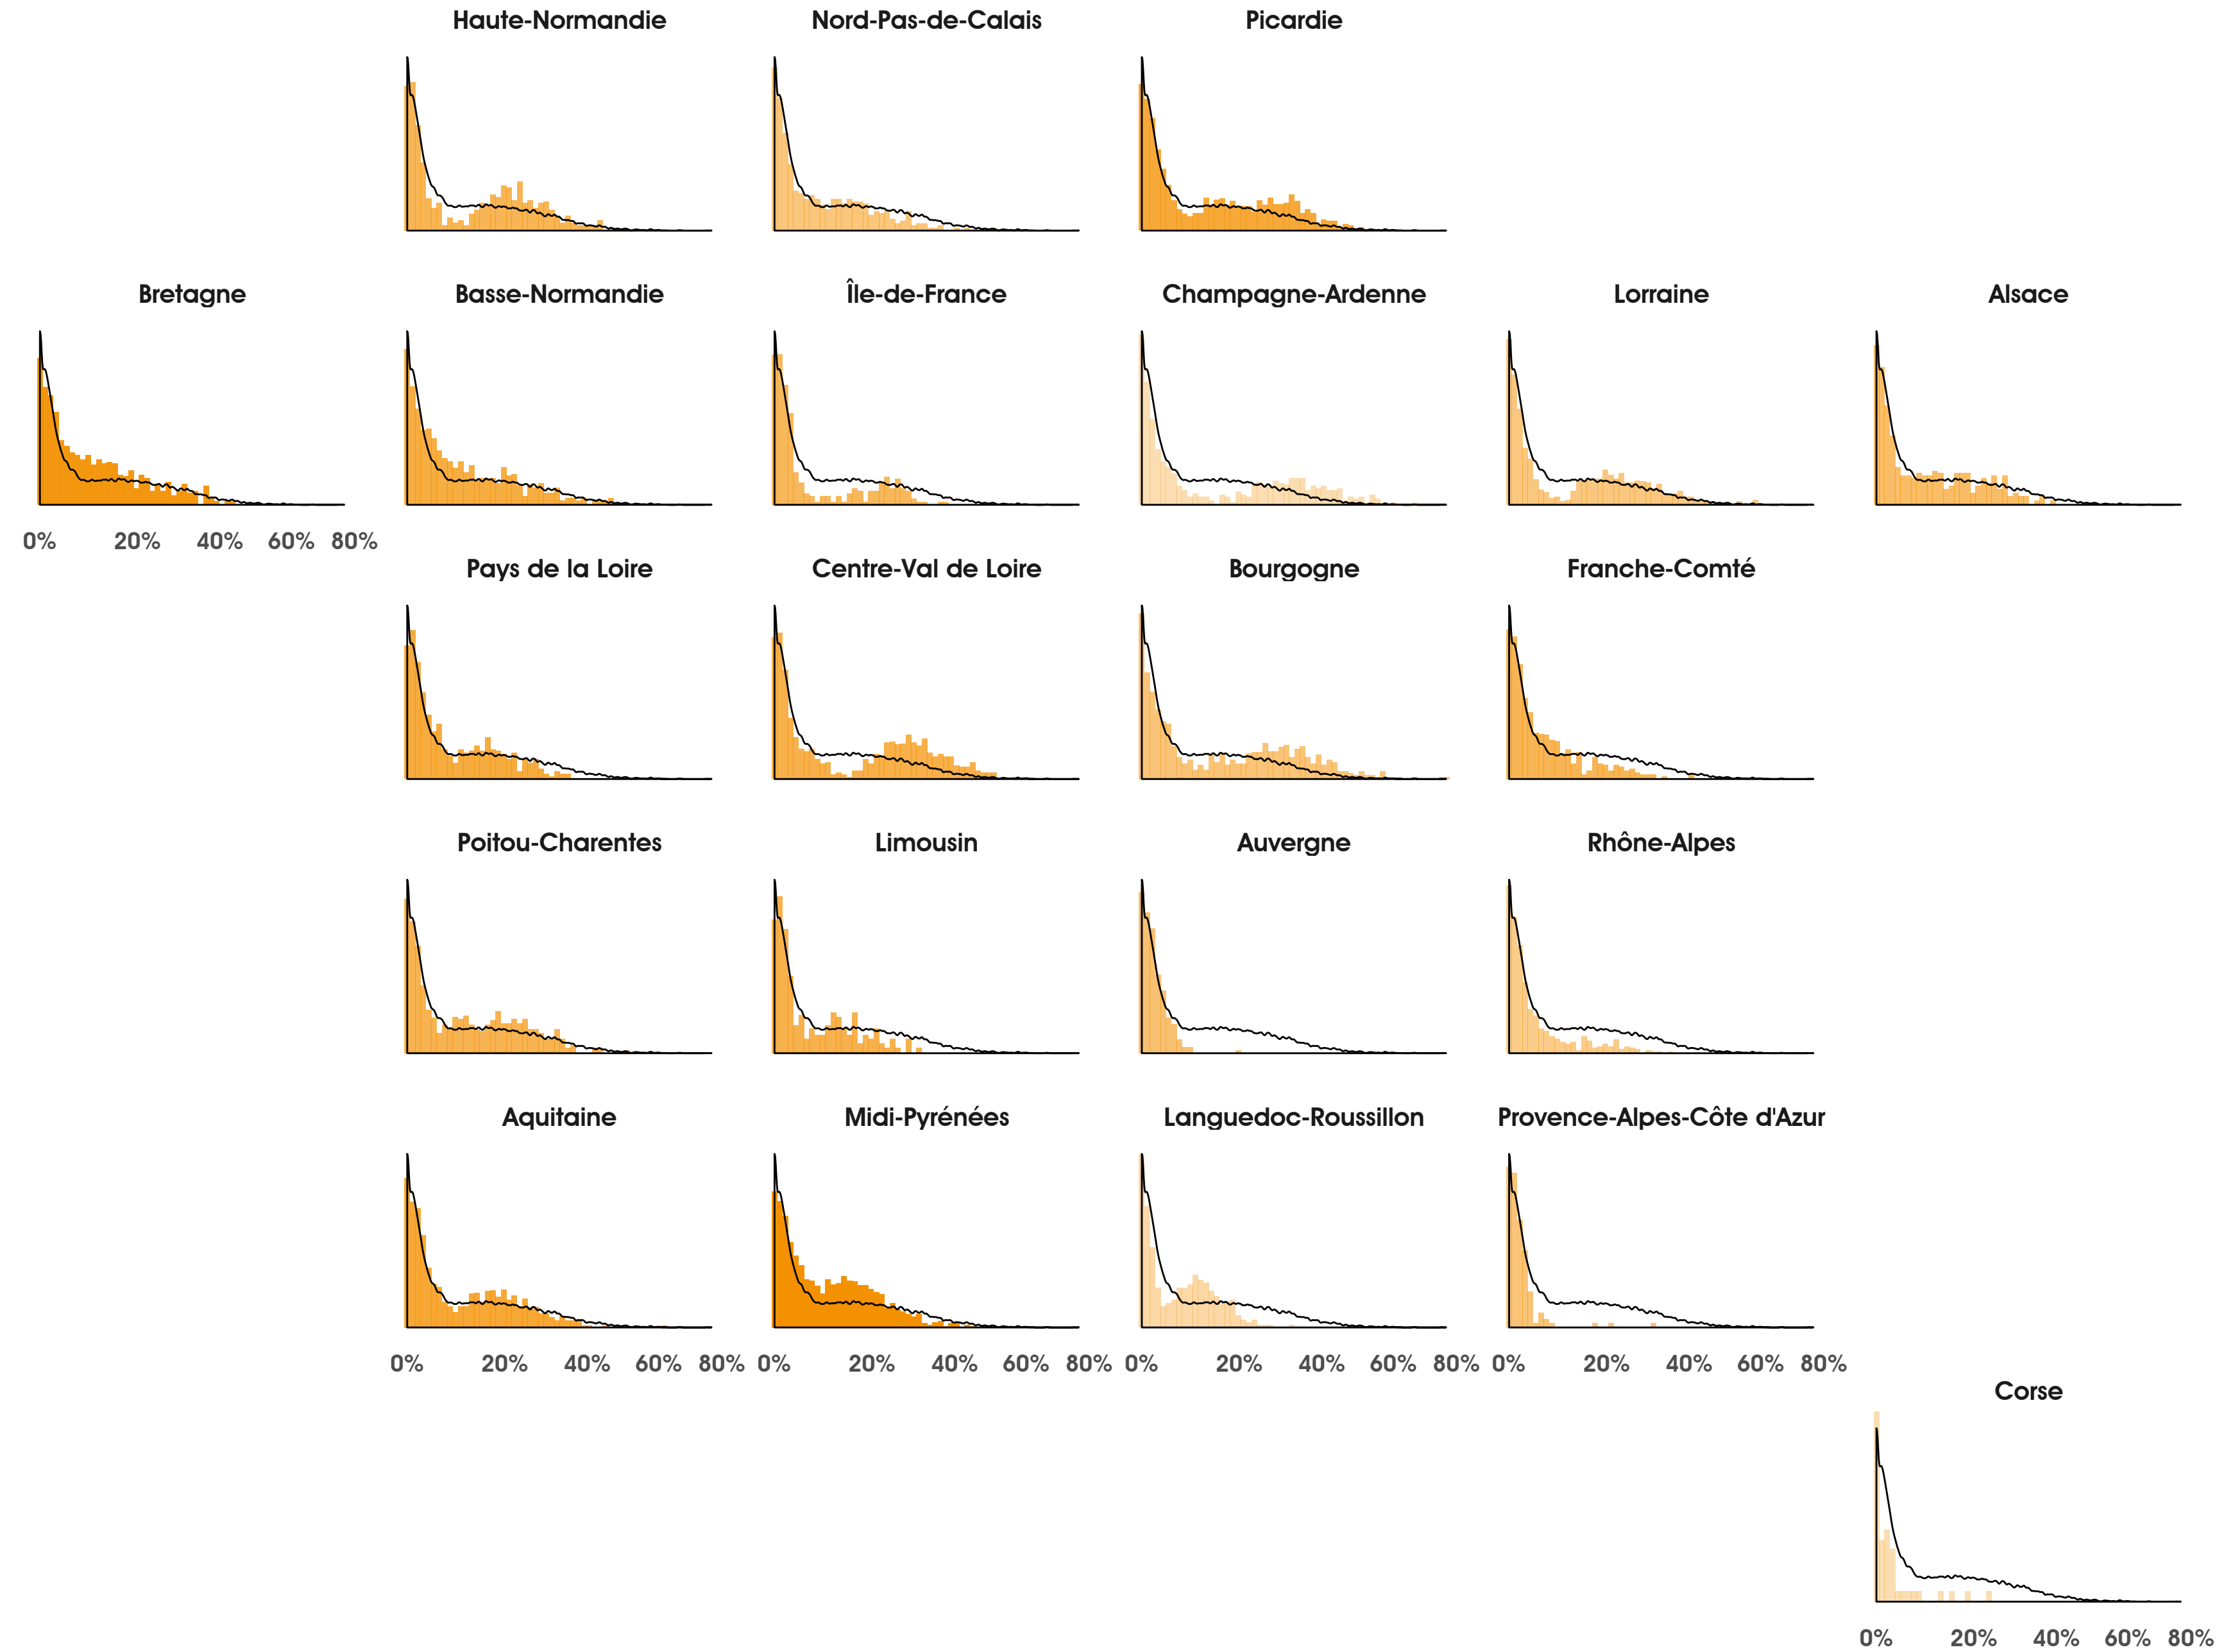 Haute-Normandie Nord-Pas-de-Calais Picardie
Bretagne Basse-Normandie Île-de-France Champagne-Ardenne Lorraine Alsace
0% 20% 40% 60% 80%
Pays de la Loire Centre-Val de Loire Bourgogne Franche-Comté
Poitou-Charentes Limousin Auvergne Rhône-Alpes
Aquitaine Midi-Pyrénées Languedoc-Roussillon Provence-Alpes-Côte d'Azur
0% 20% 40% 60% 80% 0% 20% 40% 60% 80% 0% 20% 40% 60% 80% 0% 20% 40% 60% 80%
Corse
0% 20% 40% 60% 80%